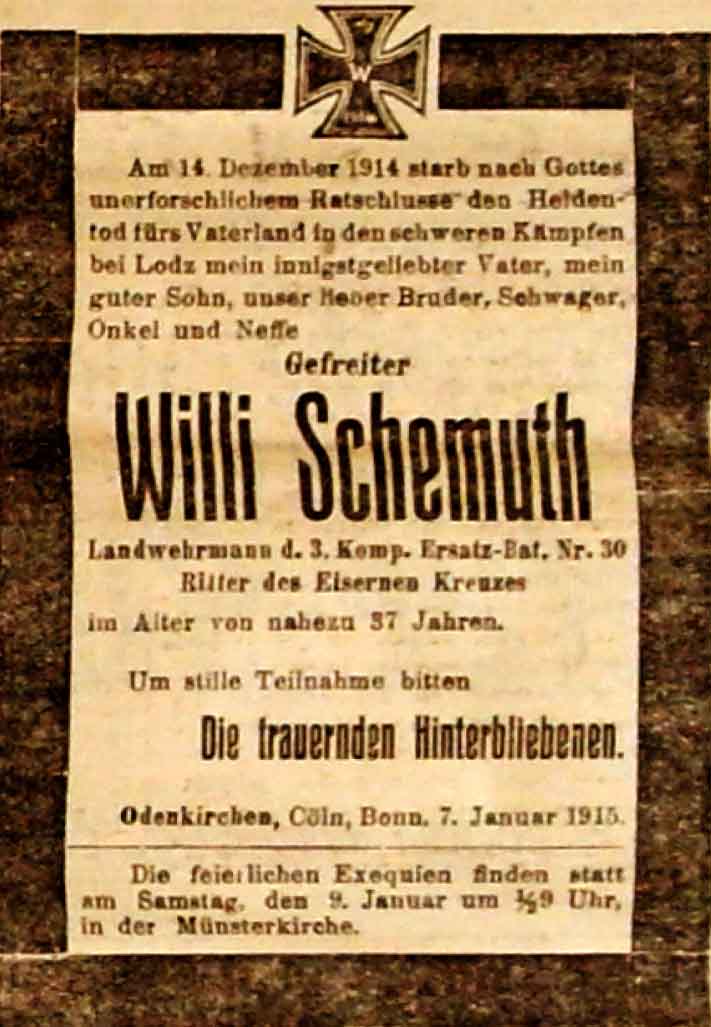 W
Am 14. Dezember 1914 starb nach Gottes
unerforschlichem Ratschlusse den Helden-
tod fürs Vaterland in den schweren Kämpfen
bei Lodz mein innigstgeliebter Vater, mein
guter Sohn, unser lieber Bruder, Schwager,
Onkel und Neffe
Gefreiter
Willi Schemuth
Landwehrmann d. 3. Komp. Ersatz-Bat. Nr. 30
Ritter des Eisernen Kreuzes
im Alter von nahezu 37 Jahren.
Um stille Teilnahme bitten
Die trauernden Hinterbliebenen.
Odenkirchen, Cöln, Bonn, 7. Januar 1915.
Die feierlichen Exequien finden statt
am Samstag, den 9. Januar um ½9 Uhr,
in der Münsterkirche.